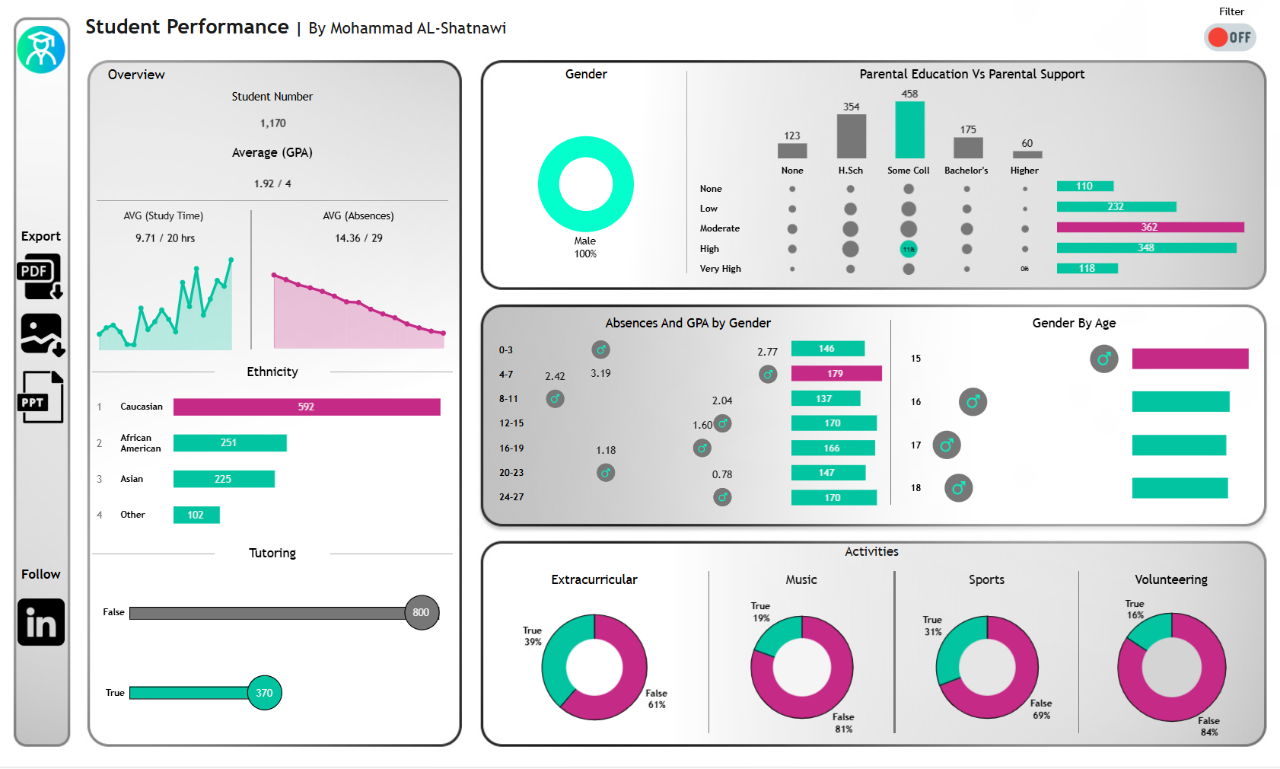 Student Performance | By Mohammad AL-Shatnawi
Filter
OFF
Export
PDF
PPT
Follow
in
Overview
Student Number
1,170
Average (GPA)
1.92 / 4
AVG (Study Time)
9.71 / 20 hrs
AVG (Absences)
14.36 / 29
Ethnicity
1 Caucasian 592
2 African American 251
3 Asian 225
4 Other 102
Tutoring
False 800
True 370
Gender
Male
100%
Parental Education Vs Parental Support
123 354 458 175 60
None H.Sch Some Coll Bachelor's Higher
None 110
Low 232
Moderate 362
High 11% 348
Very High 0% 118
Absences And GPA by Gender
0-3 146
2.77
4-7 3.19 179
2.42
8-11 137
2.04
12-15 170
1.60
16-19 166
1.18
20-23 147
0.78
24-27 170
Gender By Age
15
16
17
18
Activities
Extracurricular
True
39%
False
61%
Music
True
19%
False
81%
Sports
True
31%
False
69%
Volunteering
True
16%
False
84%